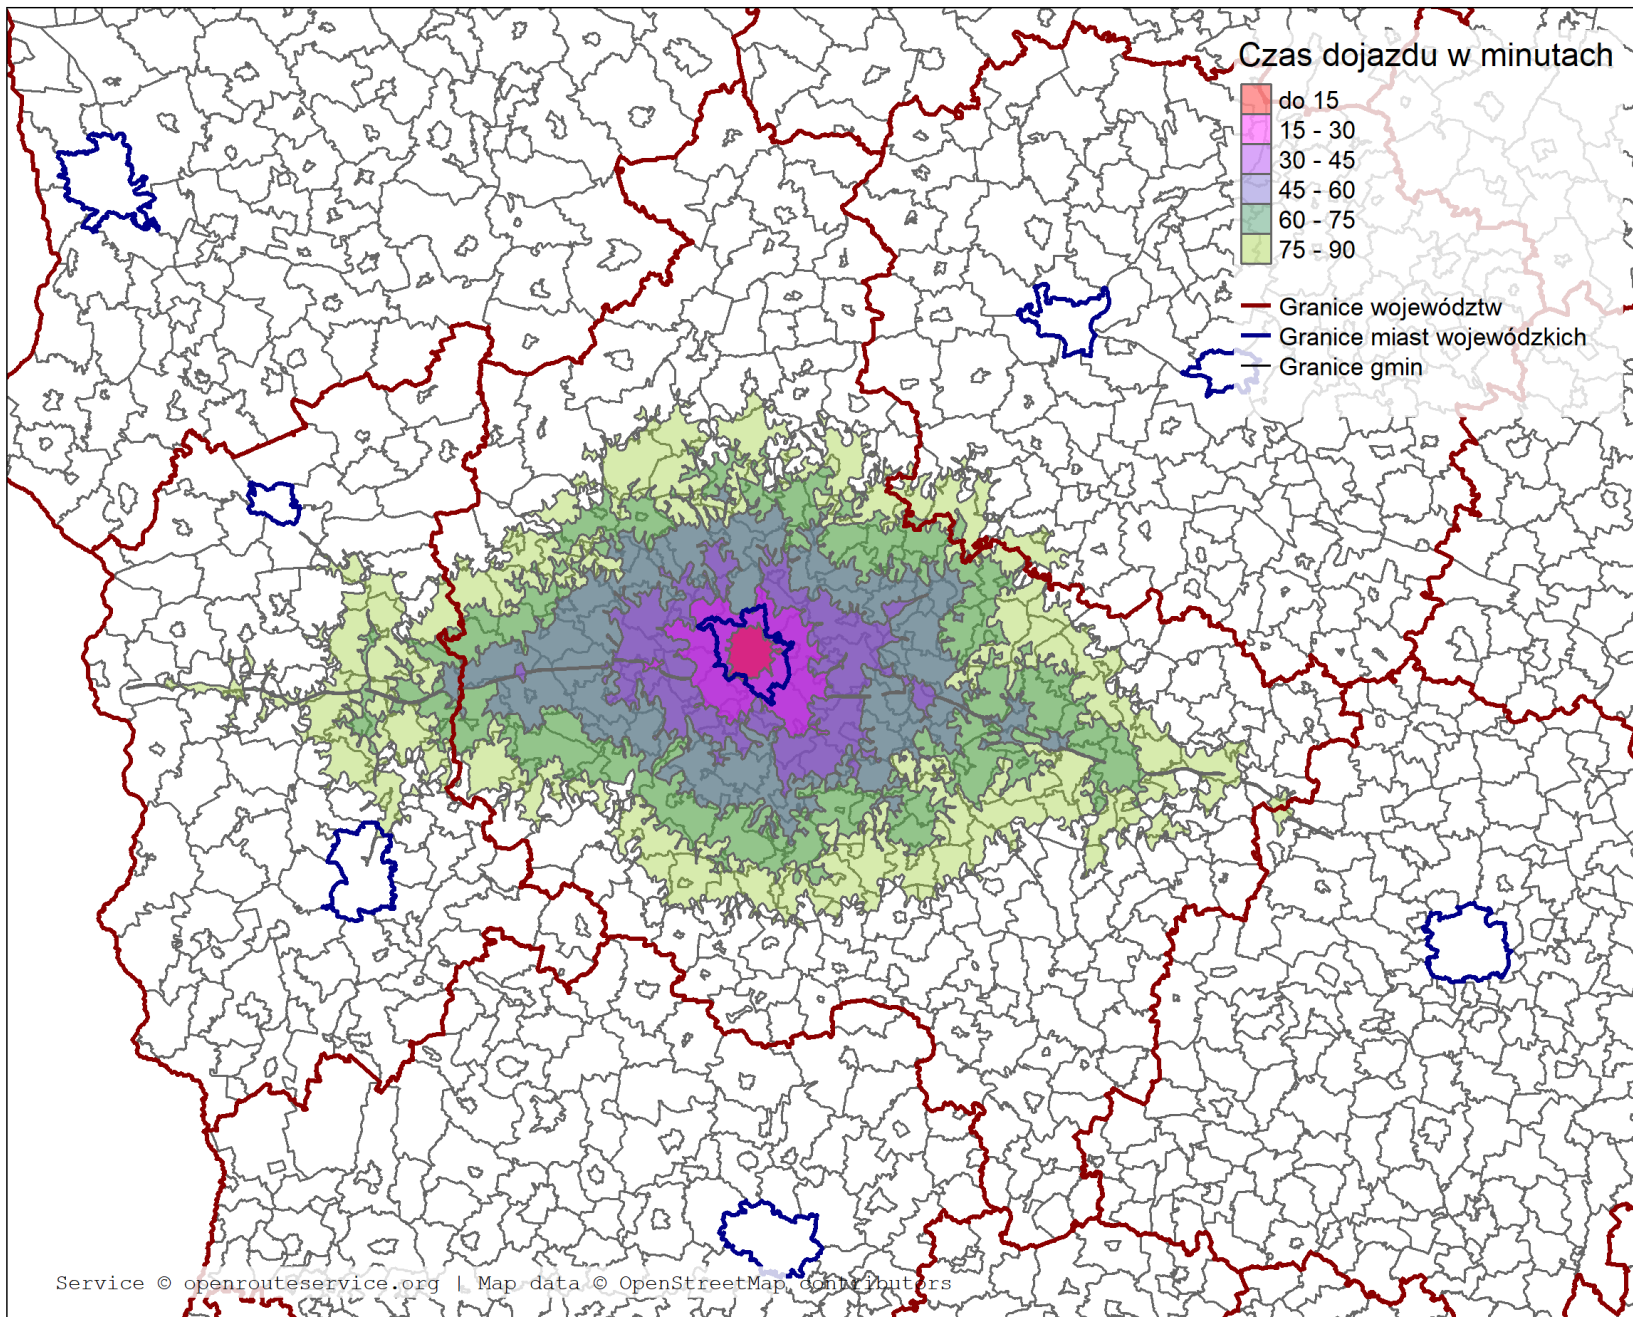 Czas dojazdu w minutach
do 15
15 - 30
30 - 45
45 - 60
60 - 75
75 - 90
Granice województw
Granice miast wojewódzkich
Granice gmin
Service © openrouteservice.org | Map data © OpenStreetMap contributors